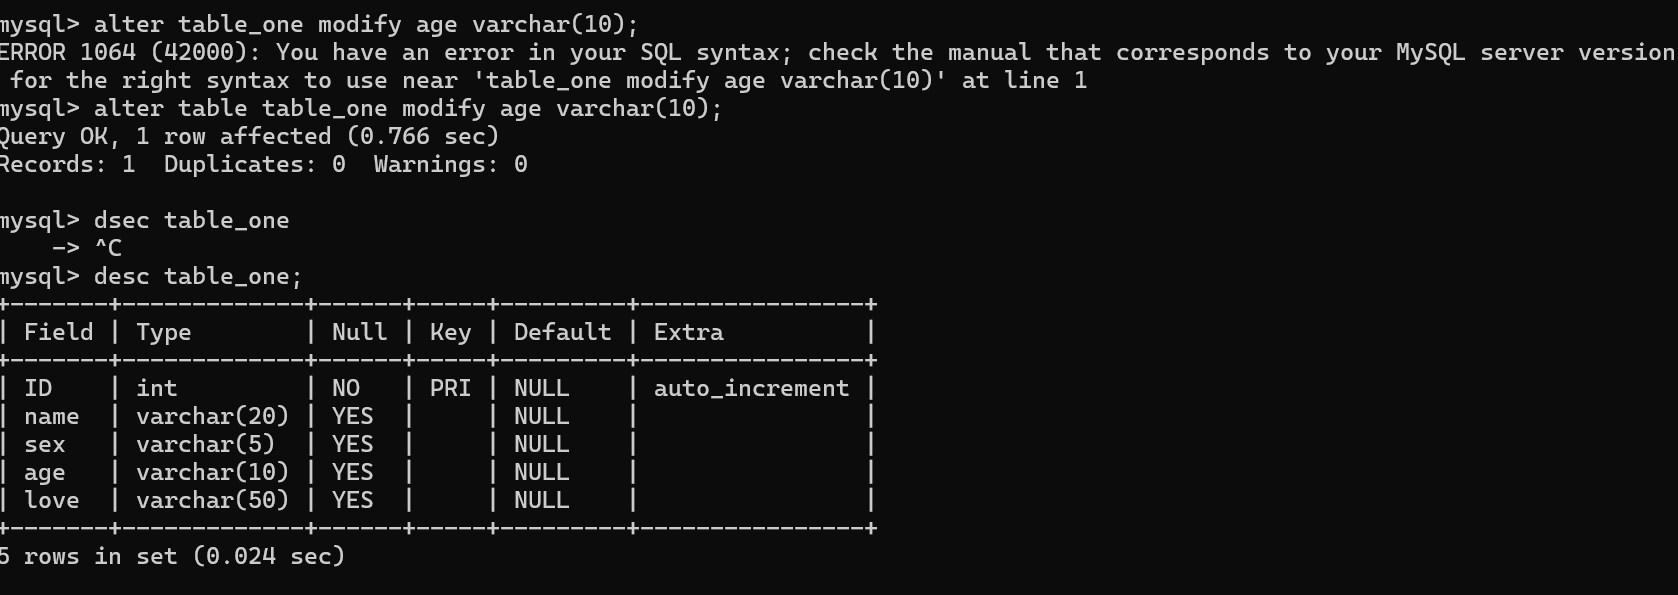 mysql> alter table_one modify age varchar(10);
ERROR 1064 (42000): You have an error in your SQL syntax; check the manual that corresponds to your MySQL server version
 for the right syntax to use near 'table_one modify age varchar(10)' at line 1
mysql> alter table table_one modify age varchar(10);
Query OK, 1 row affected (0.766 sec)
Records: 1  Duplicates: 0  Warnings: 0

mysql> dsec table_one
    -> ^C
mysql> desc table_one;
+-------+-------------+------+-----+---------+----------------+
| Field | Type        | Null | Key | Default | Extra          |
+-------+-------------+------+-----+---------+----------------+
| ID    | int         | NO   | PRI | NULL    | auto_increment |
| name  | varchar(20) | YES  |     | NULL    |                |
| sex   | varchar(5)  | YES  |     | NULL    |                |
| age   | varchar(10) | YES  |     | NULL    |                |
| love  | varchar(50) | YES  |     | NULL    |                |
+-------+-------------+------+-----+---------+----------------+
5 rows in set (0.024 sec)